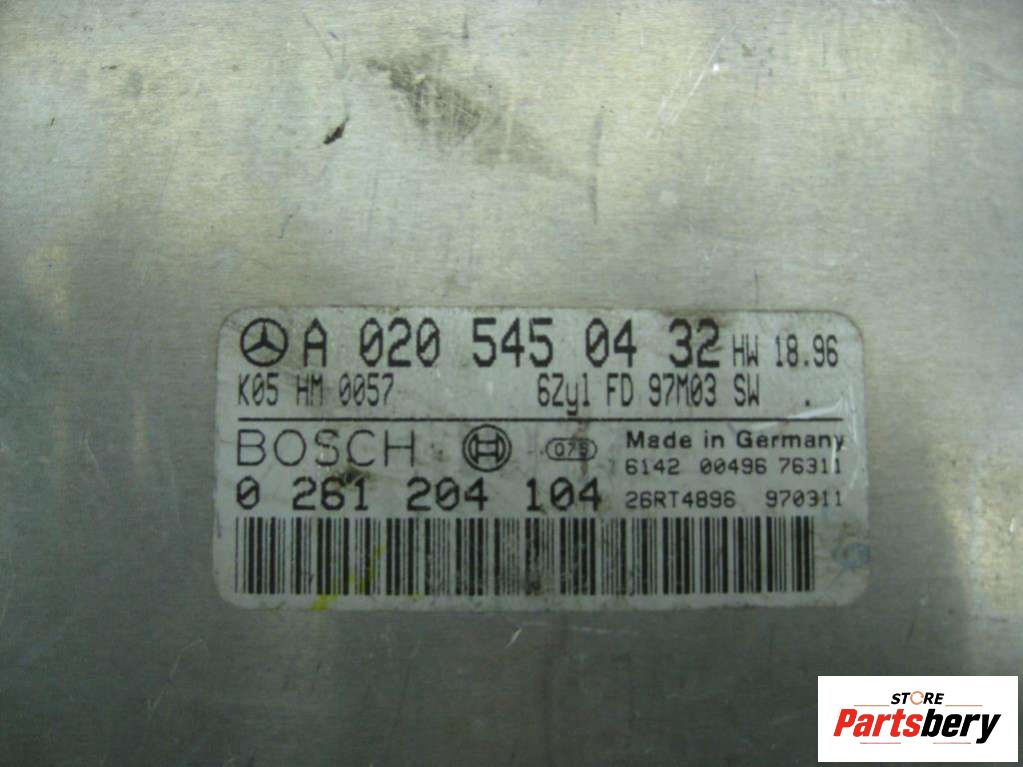 A 020 545 04 32 HW 18.96
K05 HM 0057 6Zyl FD 97M03 SW .
BOSCH 075 Made in Germany
6142 00496 76311
0 261 204 104 26RT4896 970311
STORE
Partsbery